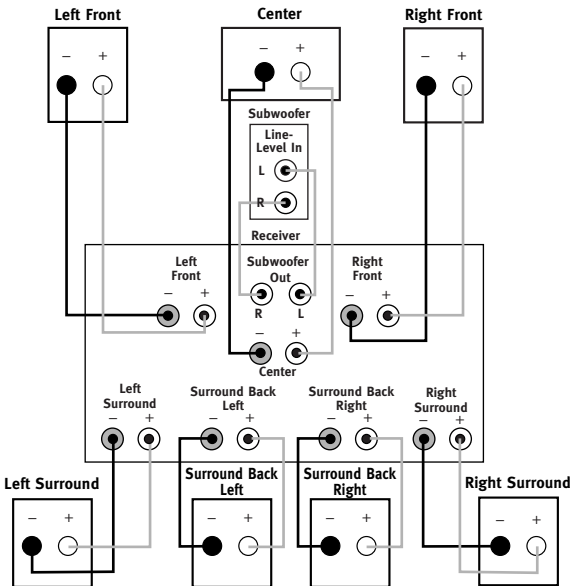 Left Front
Center
Right Front
− +
− +
− +
Subwoofer
Line-
Level In
L
R
Receiver
Left
Front
Subwoofer
Out
Right
Front
− +
R L
− +
− +
Center
Left
Surround
Surround Back
Left
Surround Back
Right
Right
Surround
− +
− +
− +
− +
Left Surround
Surround Back
Left
Surround Back
Right
Right Surround
− +
− +
− +
− +